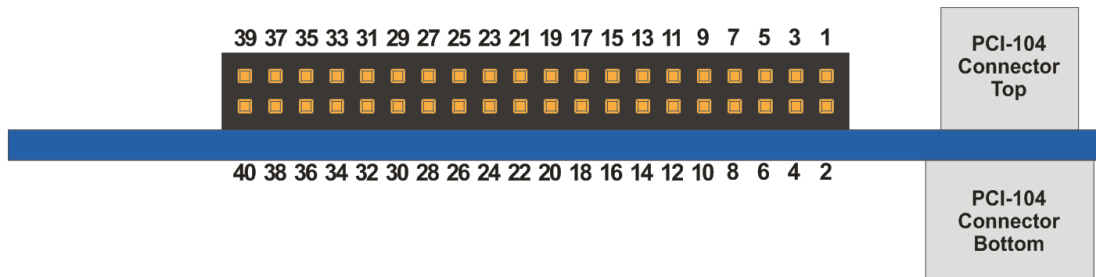 39 37 35 33 31 29 27 25 23 21 19 17 15 13 11 9 7 5 3 1
PCI-104
Connector
Top
40 38 36 34 32 30 28 26 24 22 20 18 16 14 12 10 8 6 4 2
PCI-104
Connector
Bottom